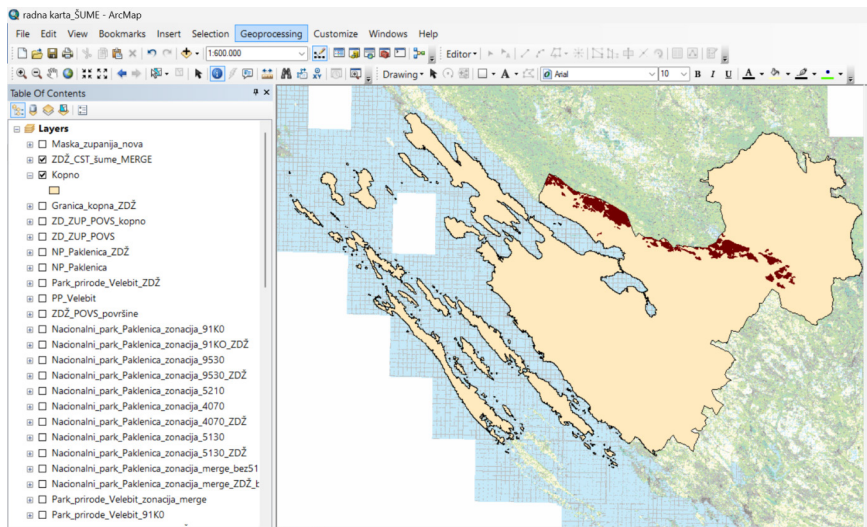 radna karta_ŠUME - ArcMap
File Edit View Bookmarks Insert Selection Geoprocessing Customize Windows Help
1:600.000 Editor
Drawing A Arial 10 B I U A
Table Of Contents
Layers
Maska_zupanija_nova
ZDŽ_CST_šume_MERGE
Kopno
Granica_kopna_ZDŽ
ZD_ZUP_POVS_kopno
ZD_ZUP_POVS
NP_Paklenica_ZDŽ
NP_Paklenica
Park_prirode_Velebit_ZDŽ
PP_Velebit
ZDŽ_POVS_površine
Nacionalni_park_Paklenica_zonacija_91K0
Nacionalni_park_Paklenica_zonacija_91KO_ZDŽ
Nacionalni_park_Paklenica_zonacija_9530
Nacionalni_park_Paklenica_zonacija_9530_ZDŽ
Nacionalni_park_Paklenica_zonacija_5210
Nacionalni_park_Paklenica_zonacija_4070
Nacionalni_park_Paklenica_zonacija_4070_ZDŽ
Nacionalni_park_Paklenica_zonacija_5130
Nacionalni_park_Paklenica_zonacija_5130_ZDŽ
Nacionalni_park_Paklenica_zonacija_merge_bez51
Nacionalni_park_Paklenica_zonacija_merge_ZDŽ_b
Park_prirode_Velebit_zonacija_merge
Park_prirode_Velebit_91K0